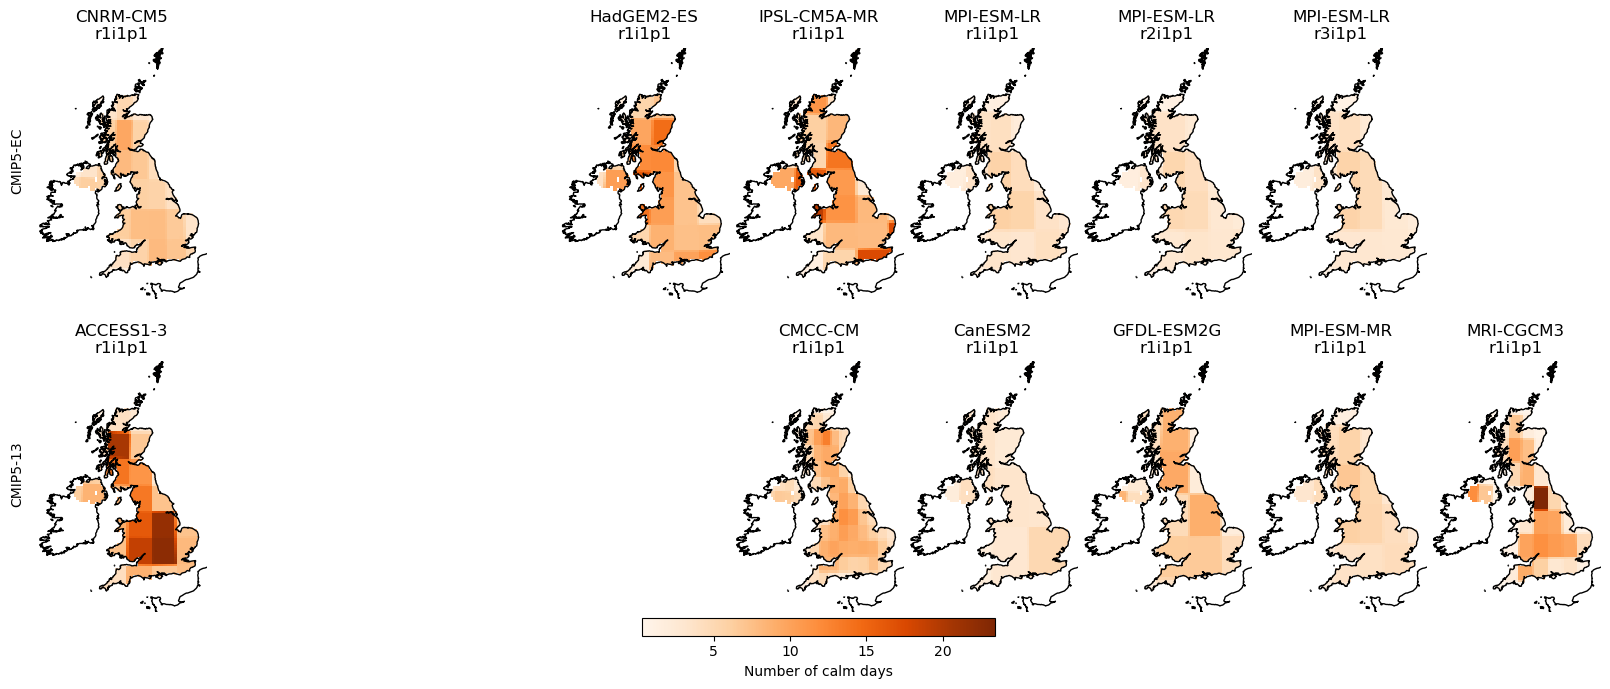 CNRM-CM5
r1i1p1
HadGEM2-ES
r1i1p1
IPSL-CM5A-MR
r1i1p1
MPI-ESM-LR
r1i1p1
MPI-ESM-LR
r2i1p1
MPI-ESM-LR
r3i1p1
CMIP5-EC
ACCESS1-3
r1i1p1
CMCC-CM
r1i1p1
CanESM2
r1i1p1
GFDL-ESM2G
r1i1p1
MPI-ESM-MR
r1i1p1
MRI-CGCM3
r1i1p1
CMIP5-13
5 10 15 20
Number of calm days